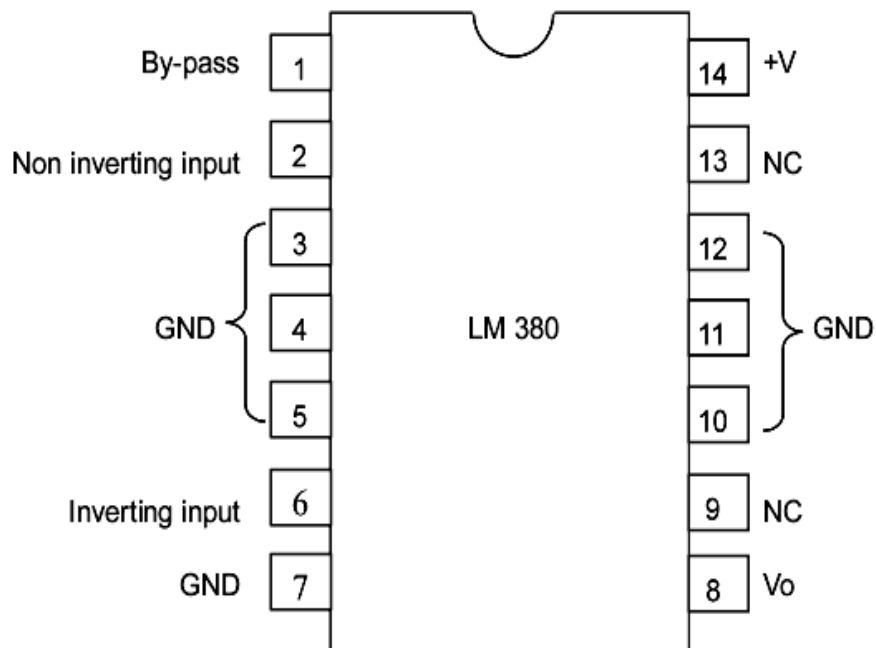 By-pass 1
14 +V
Non inverting input 2
13 NC
3
12
GND 4
LM 380
11 GND
5
10
Inverting input 6
9 NC
GND 7
8 Vo